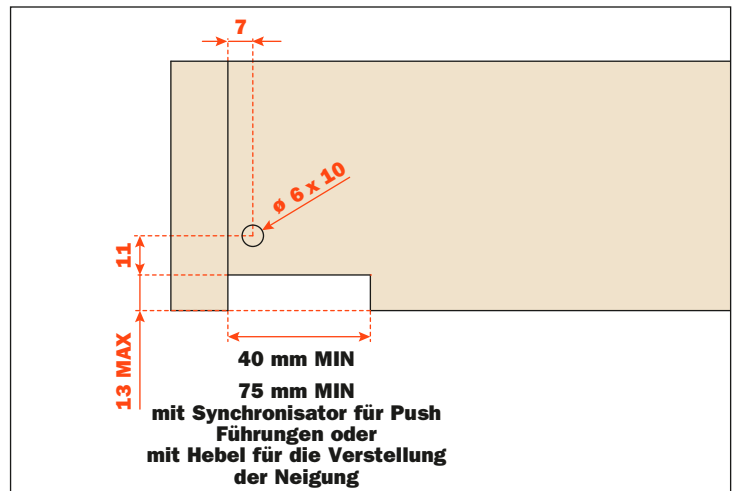 7
ø 6 x 10
11
13 MAX
40 mm MIN
75 mm MIN
mit Synchronisator für Push
Führungen oder
mit Hebel für die Verstellung
der Neigung